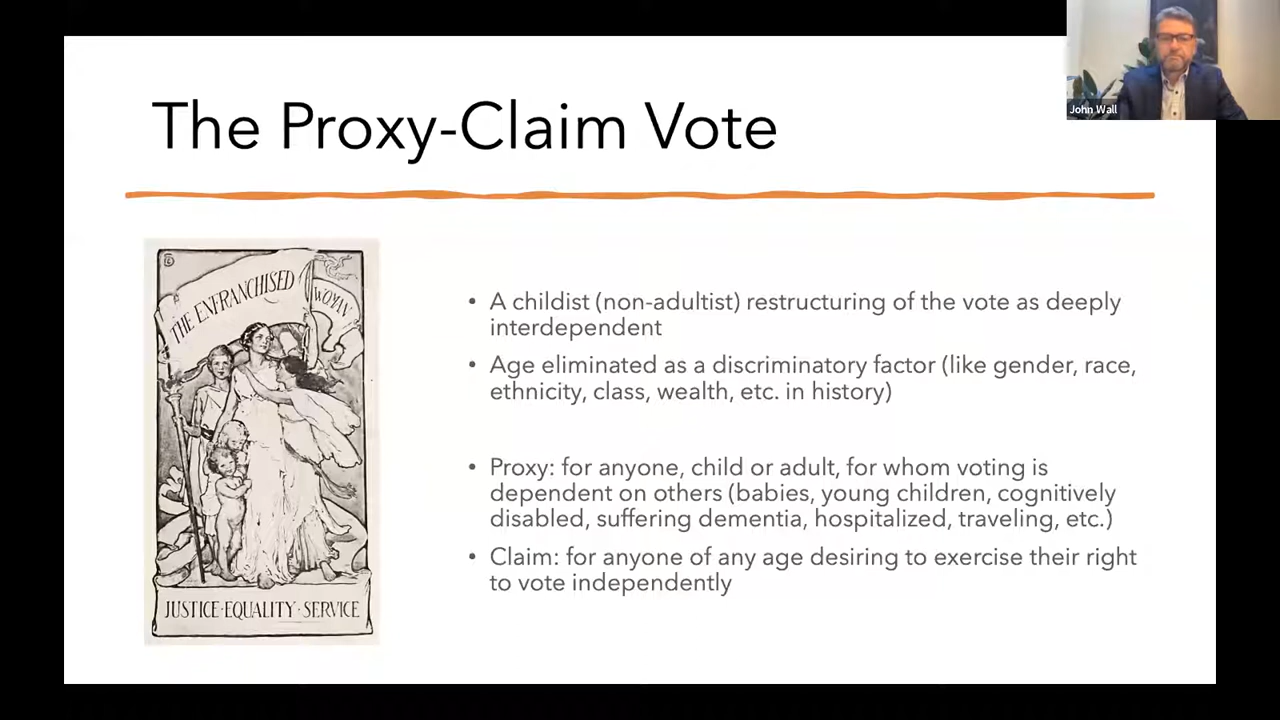 The Proxy-Claim Vote
John Wall
THE ENFRANCHISED
WOMAN
JUSTICE·EQUALITY·SERVICE
• A childist (non-adultist) restructuring of the vote as deeply
interdependent
• Age eliminated as a discriminatory factor (like gender, race,
ethnicity, class, wealth, etc. in history)
• Proxy: for anyone, child or adult, for whom voting is
dependent on others (babies, young children, cognitively
disabled, suffering dementia, hospitalized, traveling, etc.)
• Claim: for anyone of any age desiring to exercise their right
to vote independently